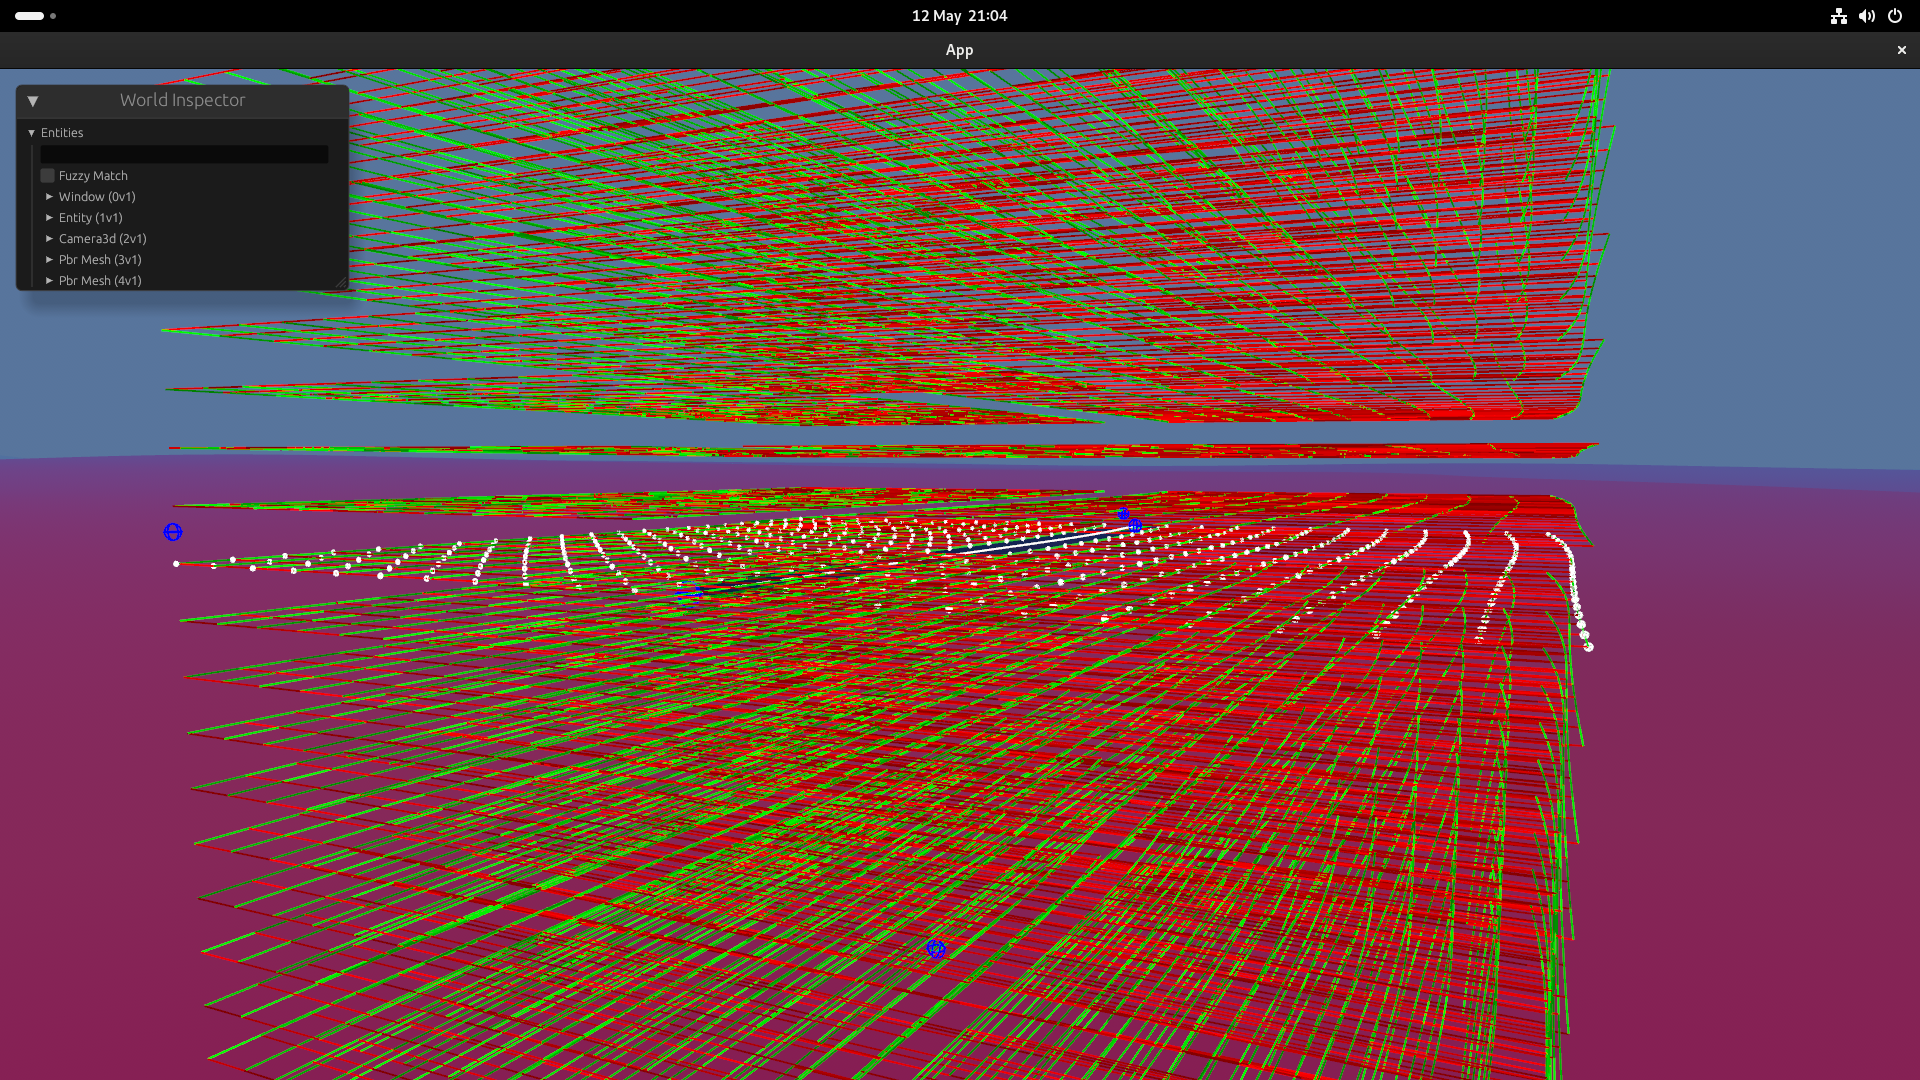 12 May 21:04
App
World Inspector
Entities
Fuzzy Match
Window (0v1)
Entity (1v1)
Camera3d (2v1)
Pbr Mesh (3v1)
Pbr Mesh (4v1)